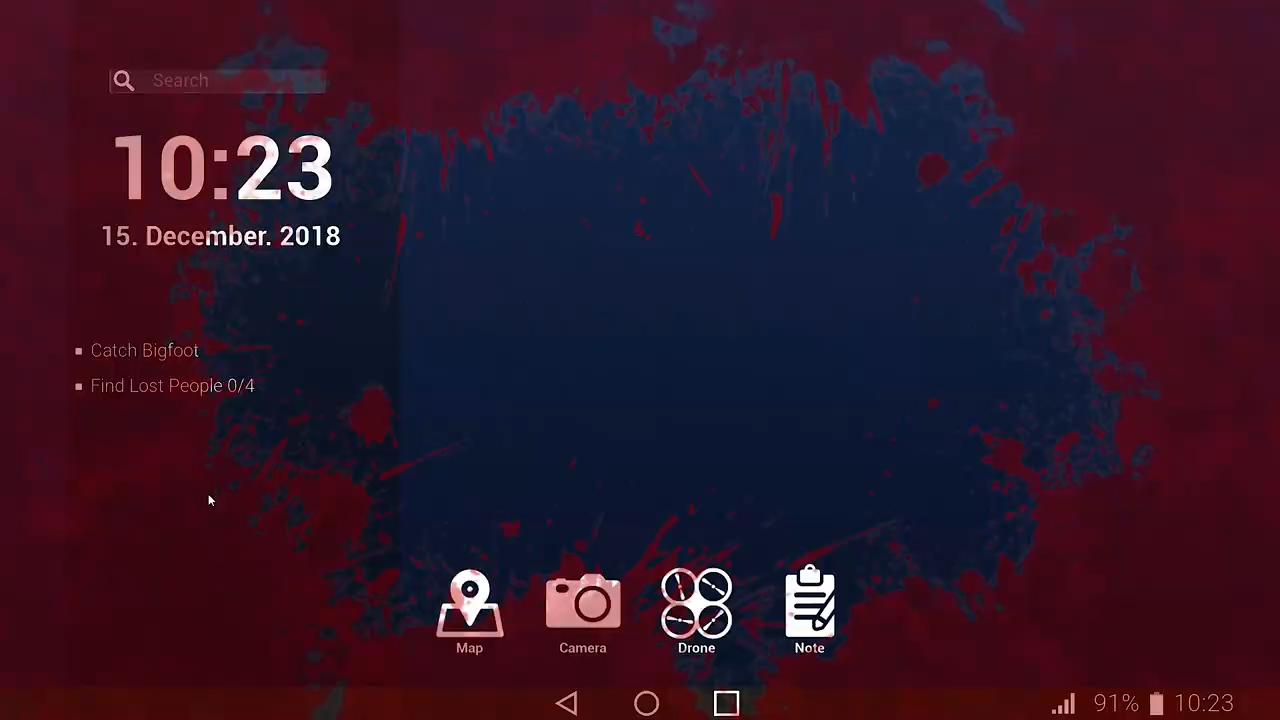 Search
10:23
15. December. 2018
Catch Bigfoot
Find Lost People 0/4
Map
Camera
Drone
Note
91% 10:23